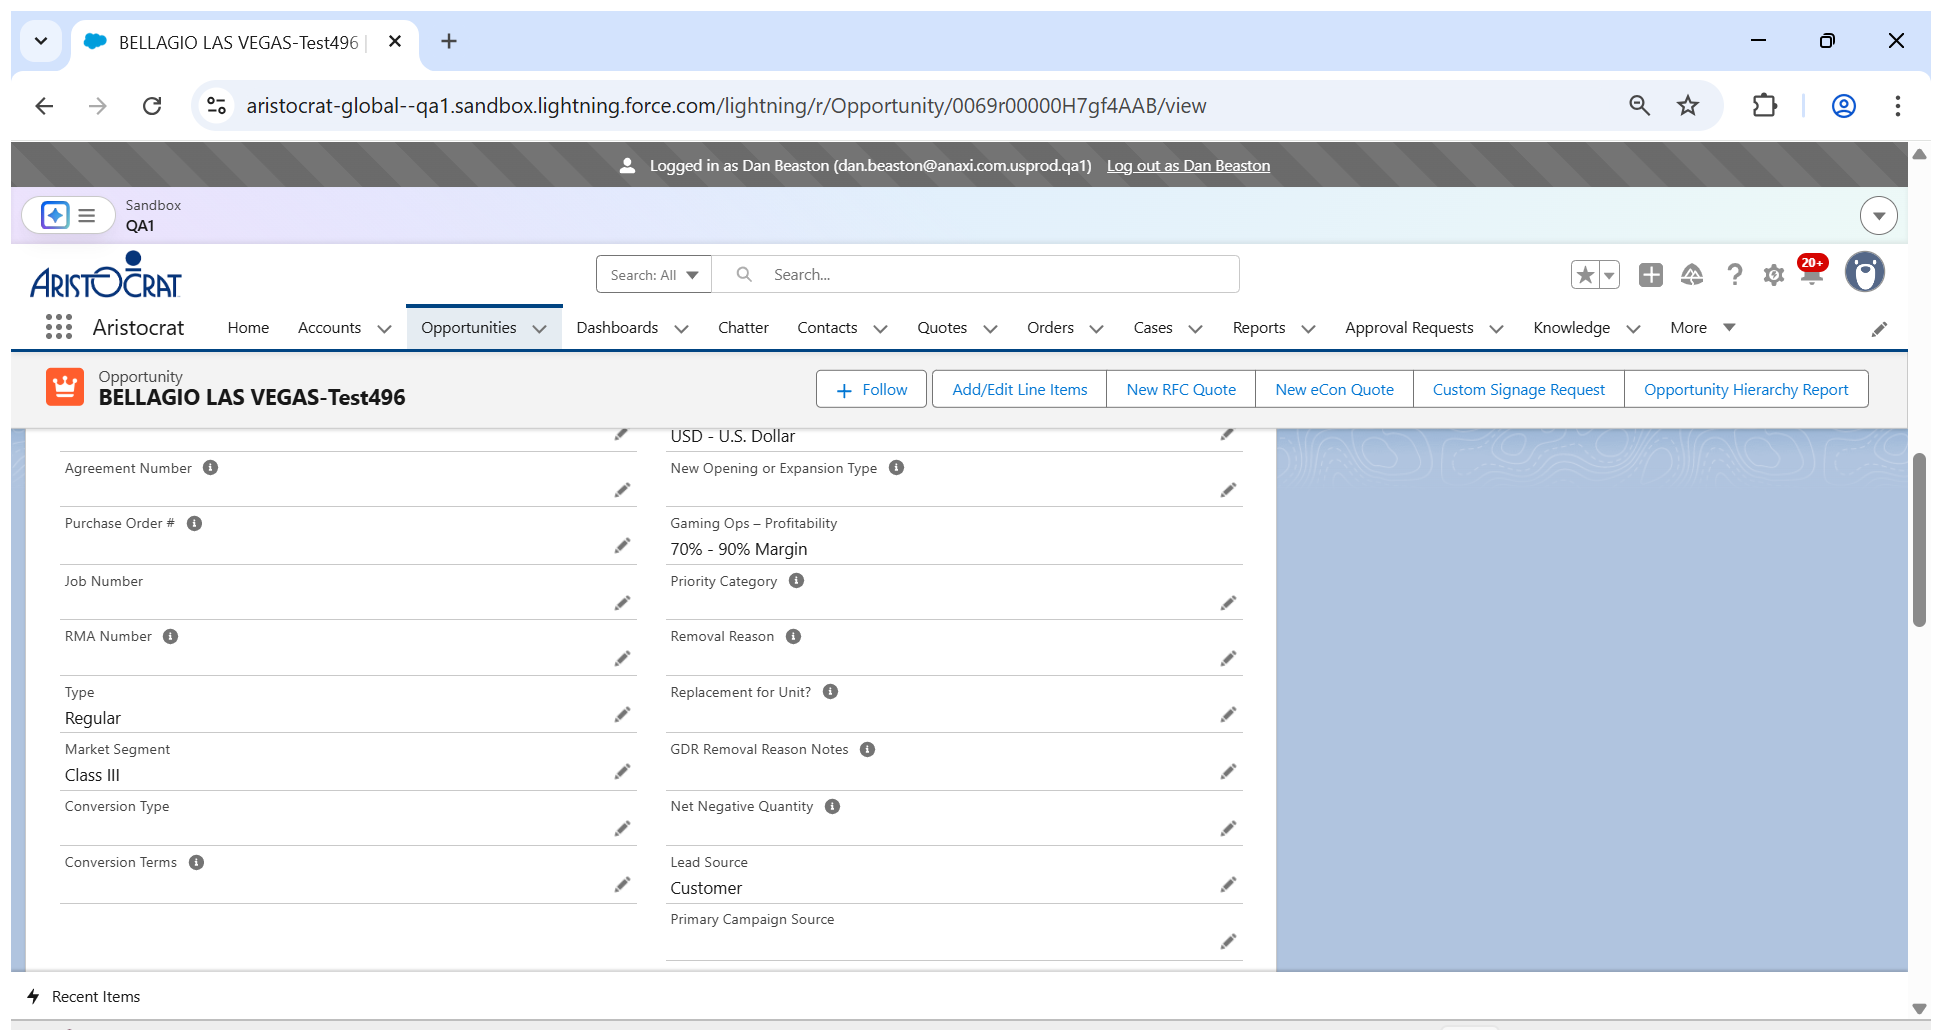 BELLAGIO LAS VEGAS-Test496 |
aristocrat-global--qa1.sandbox.lightning.force.com/lightning/r/Opportunity/0069r00000H7gf4AAB/view
Logged in as Dan Beaston (dan.beaston@anaxi.com.usprod.qa1) Log out as Dan Beaston
Sandbox
QA1
ARISTOCRAT
Search: All
Search...
20+
Aristocrat Home Accounts Opportunities Dashboards Chatter Contacts Quotes Orders Cases Reports Approval Requests Knowledge More
Opportunity
BELLAGIO LAS VEGAS-Test496
Follow Add/Edit Line Items New RFC Quote New eCon Quote Custom Signage Request Opportunity Hierarchy Report
USD - U.S. Dollar
Agreement Number
New Opening or Expansion Type
Purchase Order #
Gaming Ops – Profitability
70% - 90% Margin
Job Number
Priority Category
RMA Number
Removal Reason
Type
Regular
Replacement for Unit?
Market Segment
Class III
GDR Removal Reason Notes
Conversion Type
Net Negative Quantity
Conversion Terms
Lead Source
Customer
Primary Campaign Source
Recent Items